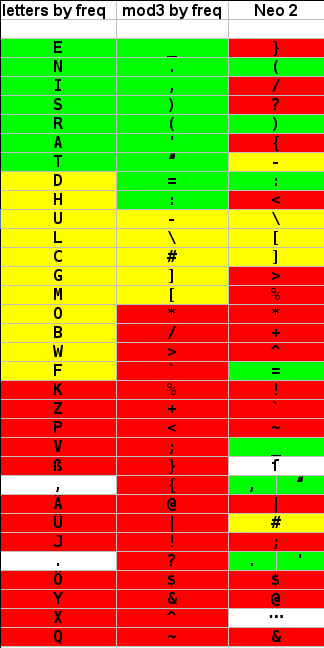 letters by freq mod3 by freq Neo 2
E _ }
N . (
I , /
S ) ?
R ( )
A ' {
T " -
D = :
H : <
U - \
L \ [
C # ]
G ] >
M [ %
O * *
B / +
W > ^
F ` =
K % !
Z + `
P < ~
V ; _
ß } ſ
, { , "
Ä @ |
Ü | #
J ! ;
. ? . '
Ö $ $
Y & @
X ^ …
Q ~ &